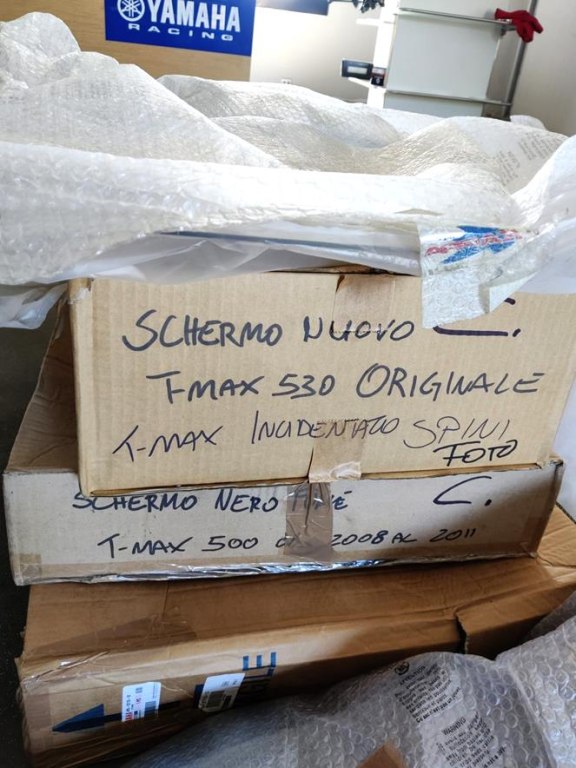 YAMAHA
RACING
SCHERMO NUOVO C.
T-MAX 530 ORIGINALE
T-MAX INCIDENTATO SPINI
FOTO
SCHERMO NERO C.
T-MAX 500 2008 AL 2011